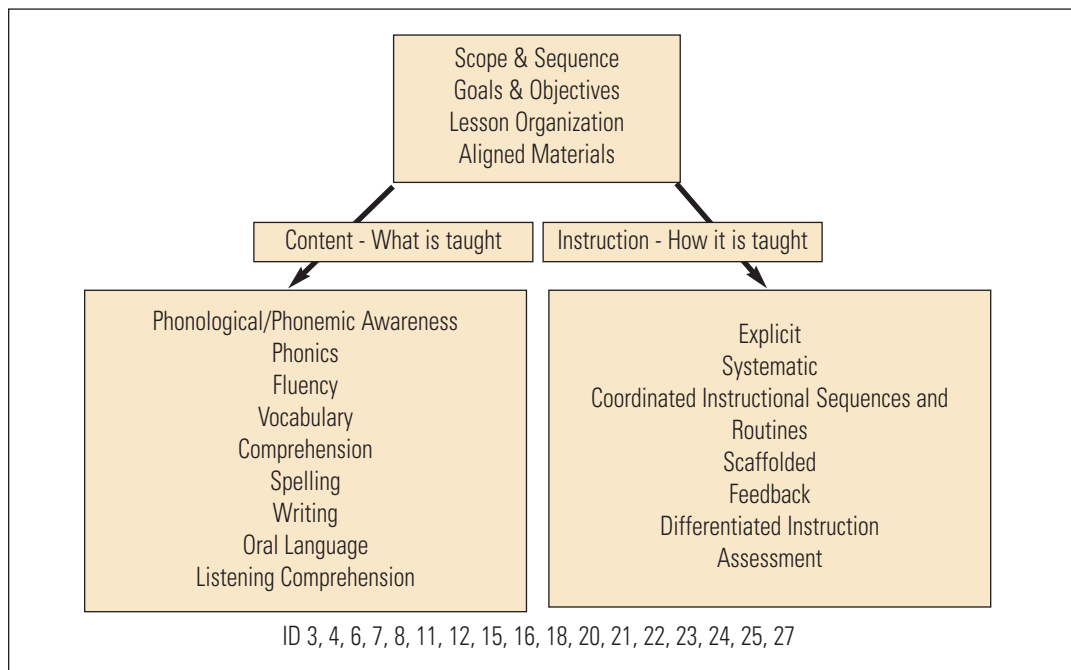 Scope & Sequence
Goals & Objectives
Lesson Organization
Aligned Materials
Content - What is taught
Instruction - How it is taught
Phonological/Phonemic Awareness
Phonics
Fluency
Vocabulary
Comprehension
Spelling
Writing
Oral Language
Listening Comprehension
Explicit
Systematic
Coordinated Instructional Sequences and
Routines
Scaffolded
Feedback
Differentiated Instruction
Assessment
ID 3, 4, 6, 7, 8, 11, 12, 15, 16, 18, 20, 21, 22, 23, 24, 25, 27